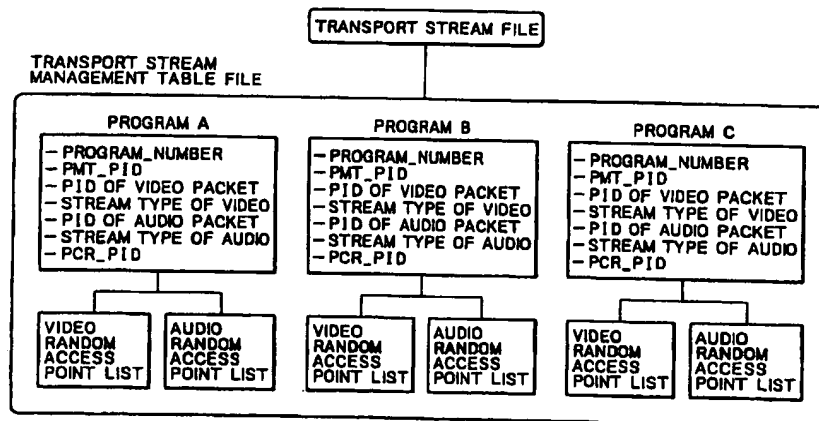 TRANSPORT STREAM FILE
TRANSPORT STREAM
MANAGEMENT TABLE FILE
PROGRAM A
- PROGRAM_NUMBER
- PMT_PID
- PID OF VIDEO PACKET
- STREAM TYPE OF VIDEO
- PID OF AUDIO PACKET
- STREAM TYPE OF AUDIO
- PCR_PID
VIDEO
RANDOM
ACCESS
POINT LIST
AUDIO
RANDOM
ACCESS
POINT LIST
PROGRAM B
- PROGRAM_NUMBER
- PMT_PID
- PID OF VIDEO PACKET
- STREAM TYPE OF VIDEO
- PID OF AUDIO PACKET
- STREAM TYPE OF AUDIO
- PCR_PID
VIDEO
RANDOM
ACCESS
POINT LIST
AUDIO
RANDOM
ACCESS
POINT LIST
PROGRAM C
- PROGRAM_NUMBER
- PMT_PID
- PID OF VIDEO PACKET
- STREAM TYPE OF VIDEO
- PID OF AUDIO PACKET
- STREAM TYPE OF AUDIO
- PCR_PID
VIDEO
RANDOM
ACCESS
POINT LIST
AUDIO
RANDOM
ACCESS
POINT LIST